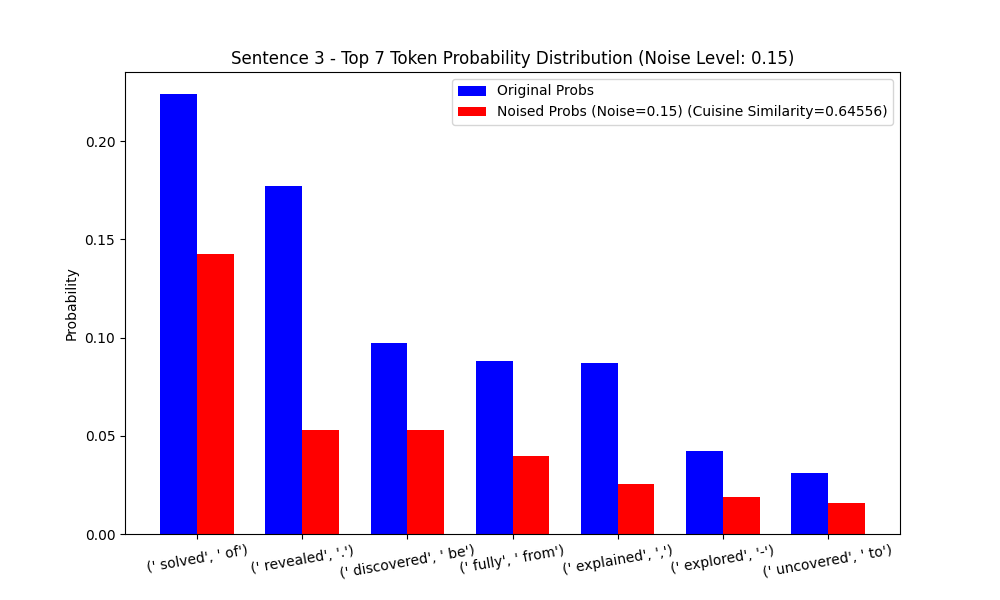 Sentence 3 - Top 7 Token Probability Distribution (Noise Level: 0.15)
Original Probs
Noised Probs (Noise=0.15) (Cuisine Similarity=0.64556)
Probability
0.20
0.15
0.10
0.05
0.00
(' solved', ' of')
(' revealed', '.')
(' discovered', ' be')
(' fully', ' from')
(' explained', ',')
(' explored', '-')
(' uncovered', ' to')